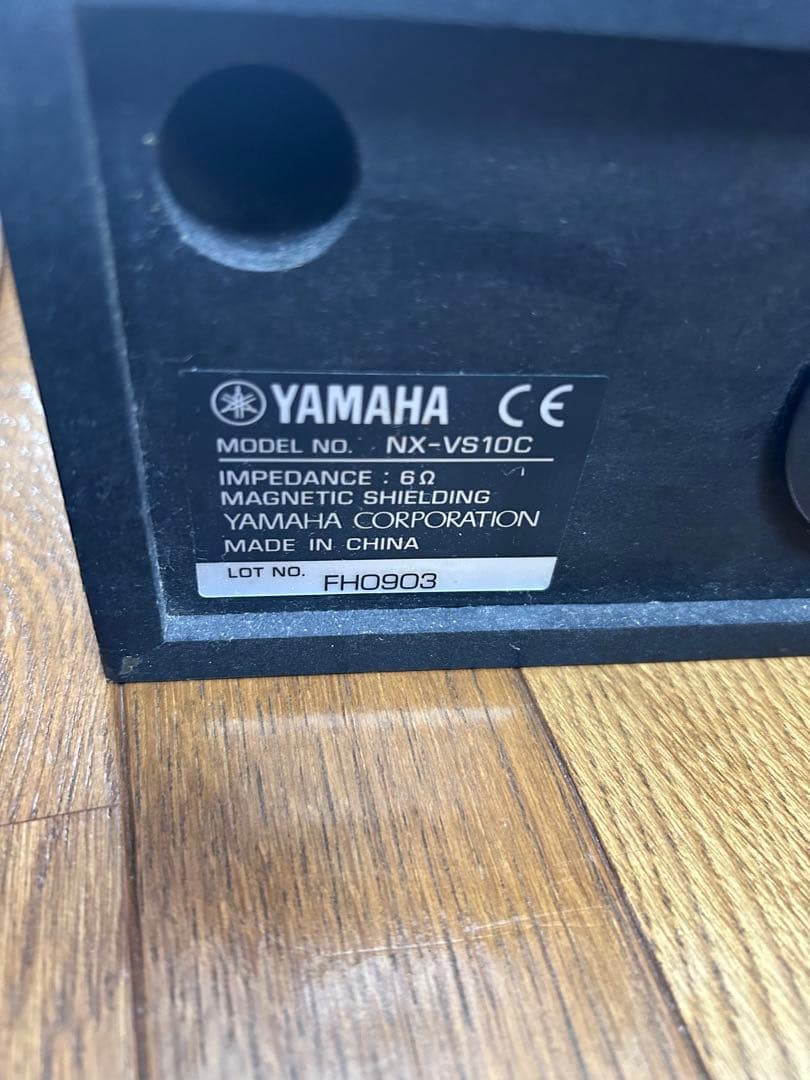 YAMAHA CE
MODEL NO. NX-VS10C
IMPEDANCE : 6Ω
MAGNETIC SHIELDING
YAMAHA CORPORATION
MADE IN CHINA
LOT NO. FH0903